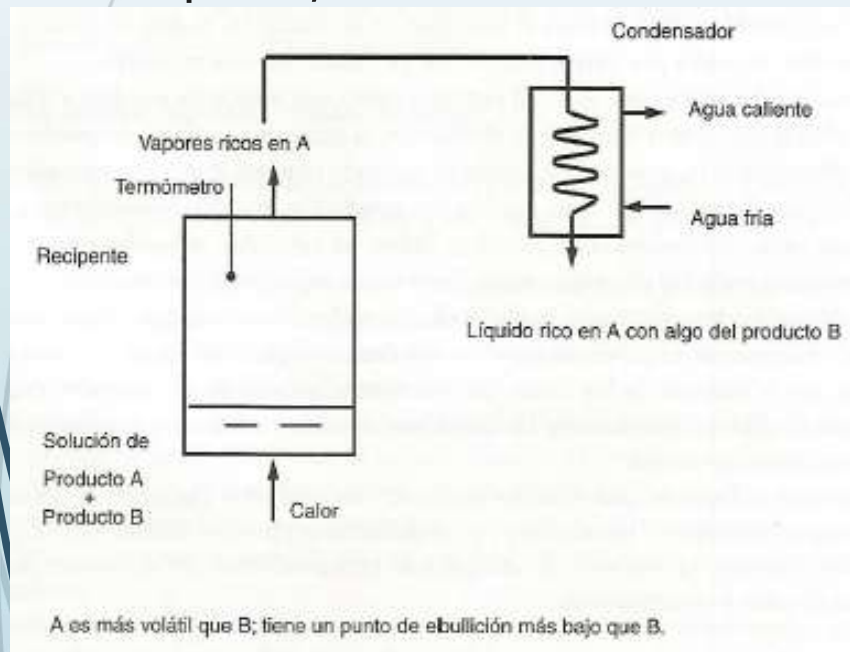 Condensador
Agua caliente
Vapores ricos en A
Termómetro
Agua fría
Recipente
Líquido rico en A con algo del producto B
Solución de
Producto A
+
Producto B
Calor
A es más volátil que B; tiene un punto de ebullición más bajo que B.